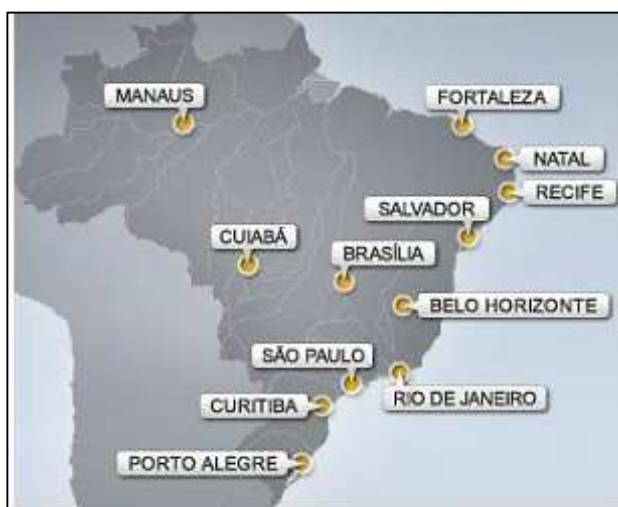 MANAUS
FORTALEZA
NATAL
RECIFE
SALVADOR
CUIABÁ
BRASÍLIA
BELO HORIZONTE
SÃO PAULO
RIO DE JANEIRO
CURITIBA
PORTO ALEGRE